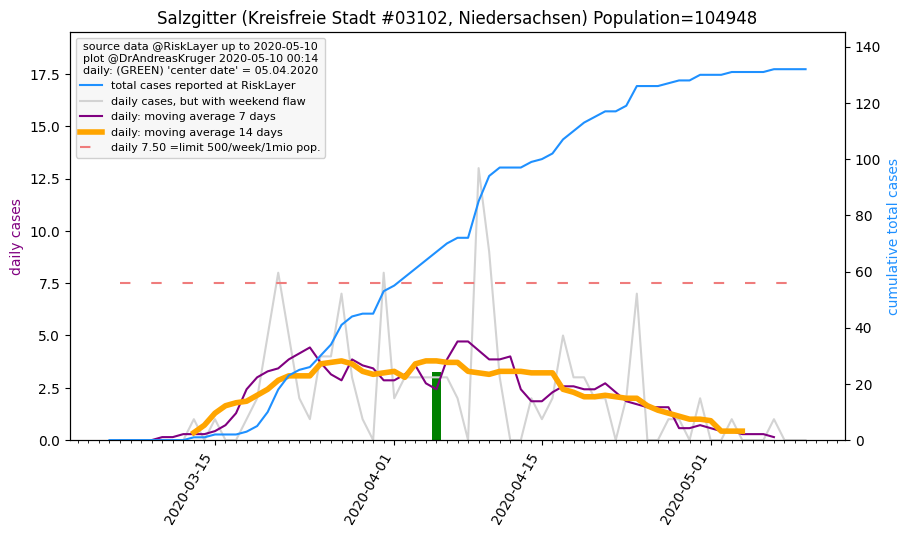 Salzgitter (Kreisfreie Stadt #03102, Niedersachsen) Population=104948
source data @RiskLayer up to 2020-05-10
plot @DrAndreasKruger 2020-05-10 00:14
daily: (GREEN) 'center date' = 05.04.2020
total cases reported at RiskLayer
daily cases, but with weekend flaw
daily: moving average 7 days
daily: moving average 14 days
daily 7.50 =limit 500/week/1mio pop.
daily cases
17.5
15.0
12.5
10.0
7.5
5.0
2.5
0.0
140
120
100
80
60
40
20
0
cumulative total cases
2020-03-15
2020-04-01
2020-04-15
2020-05-01